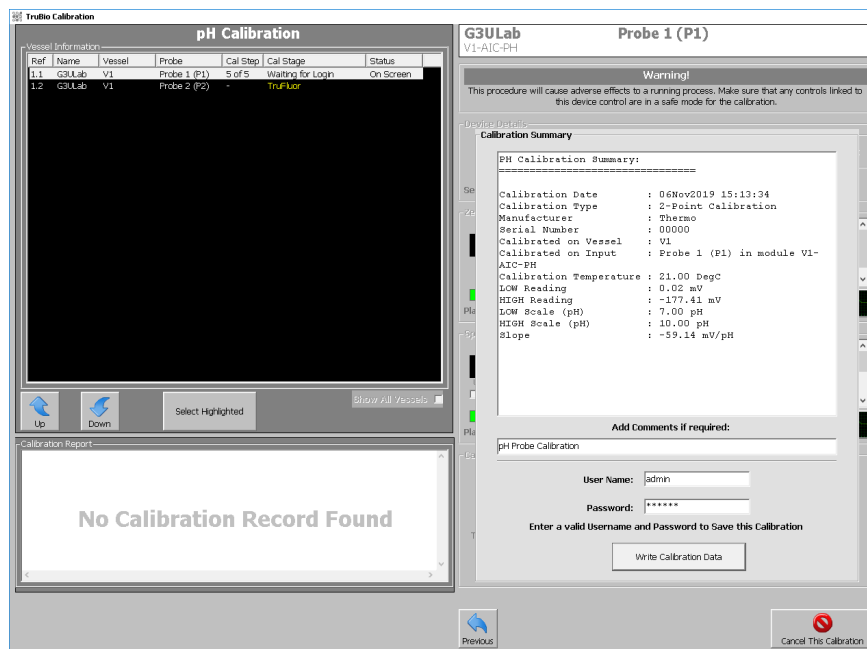 TruBio Calibration
pH Calibration
Vessel Information
Ref Name Vessel Probe Cal Step Cal Stage Status
1.1 G3ULab V1 Probe 1 (P1) 5 of 5 Waiting for Login On Screen
1.2 G3ULab V1 Probe 2 (P2) - TruFluor
Up
Down
Select Highlighted
Show All Vessels
Calibration Report
No Calibration Record Found
G3ULab Probe 1 (P1)
V1-AIC-PH
Warning!
This procedure will cause adverse effects to a running process. Make sure that any controls linked to
this device control are in a safe mode for the calibration.
Device Details
Calibration Summary
PH Calibration Summary:
================================
Calibration Date : 06Nov2019 15:13:34
Calibration Type : 2-Point Calibration
Manufacturer : Thermo
Serial Number : 00000
Calibrated on Vessel : V1
Calibrated on Input : Probe 1 (P1) in module V1-
AIC-PH
Calibration Temperature : 21.00 DegC
LOW Reading : 0.02 mV
HIGH Reading : -177.41 mV
LOW Scale (pH) : 7.00 pH
HIGH Scale (pH) : 10.00 pH
Slope : -59.14 mV/pH
Add Comments if required:
pH Probe Calibration
User Name: admin
Password: ******
Enter a valid Username and Password to Save this Calibration
Write Calibration Data
Previous
Cancel This Calibration